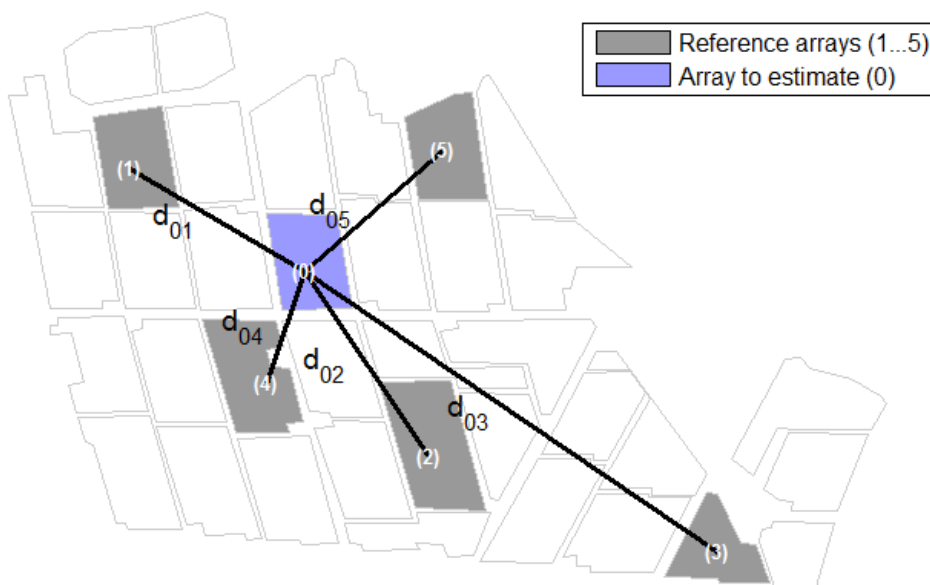 Reference arrays (1...5)
Array to estimate (0)
(1)
(5)
d05
d01
(0)
d04
d02
(4)
d03
(2)
(3)